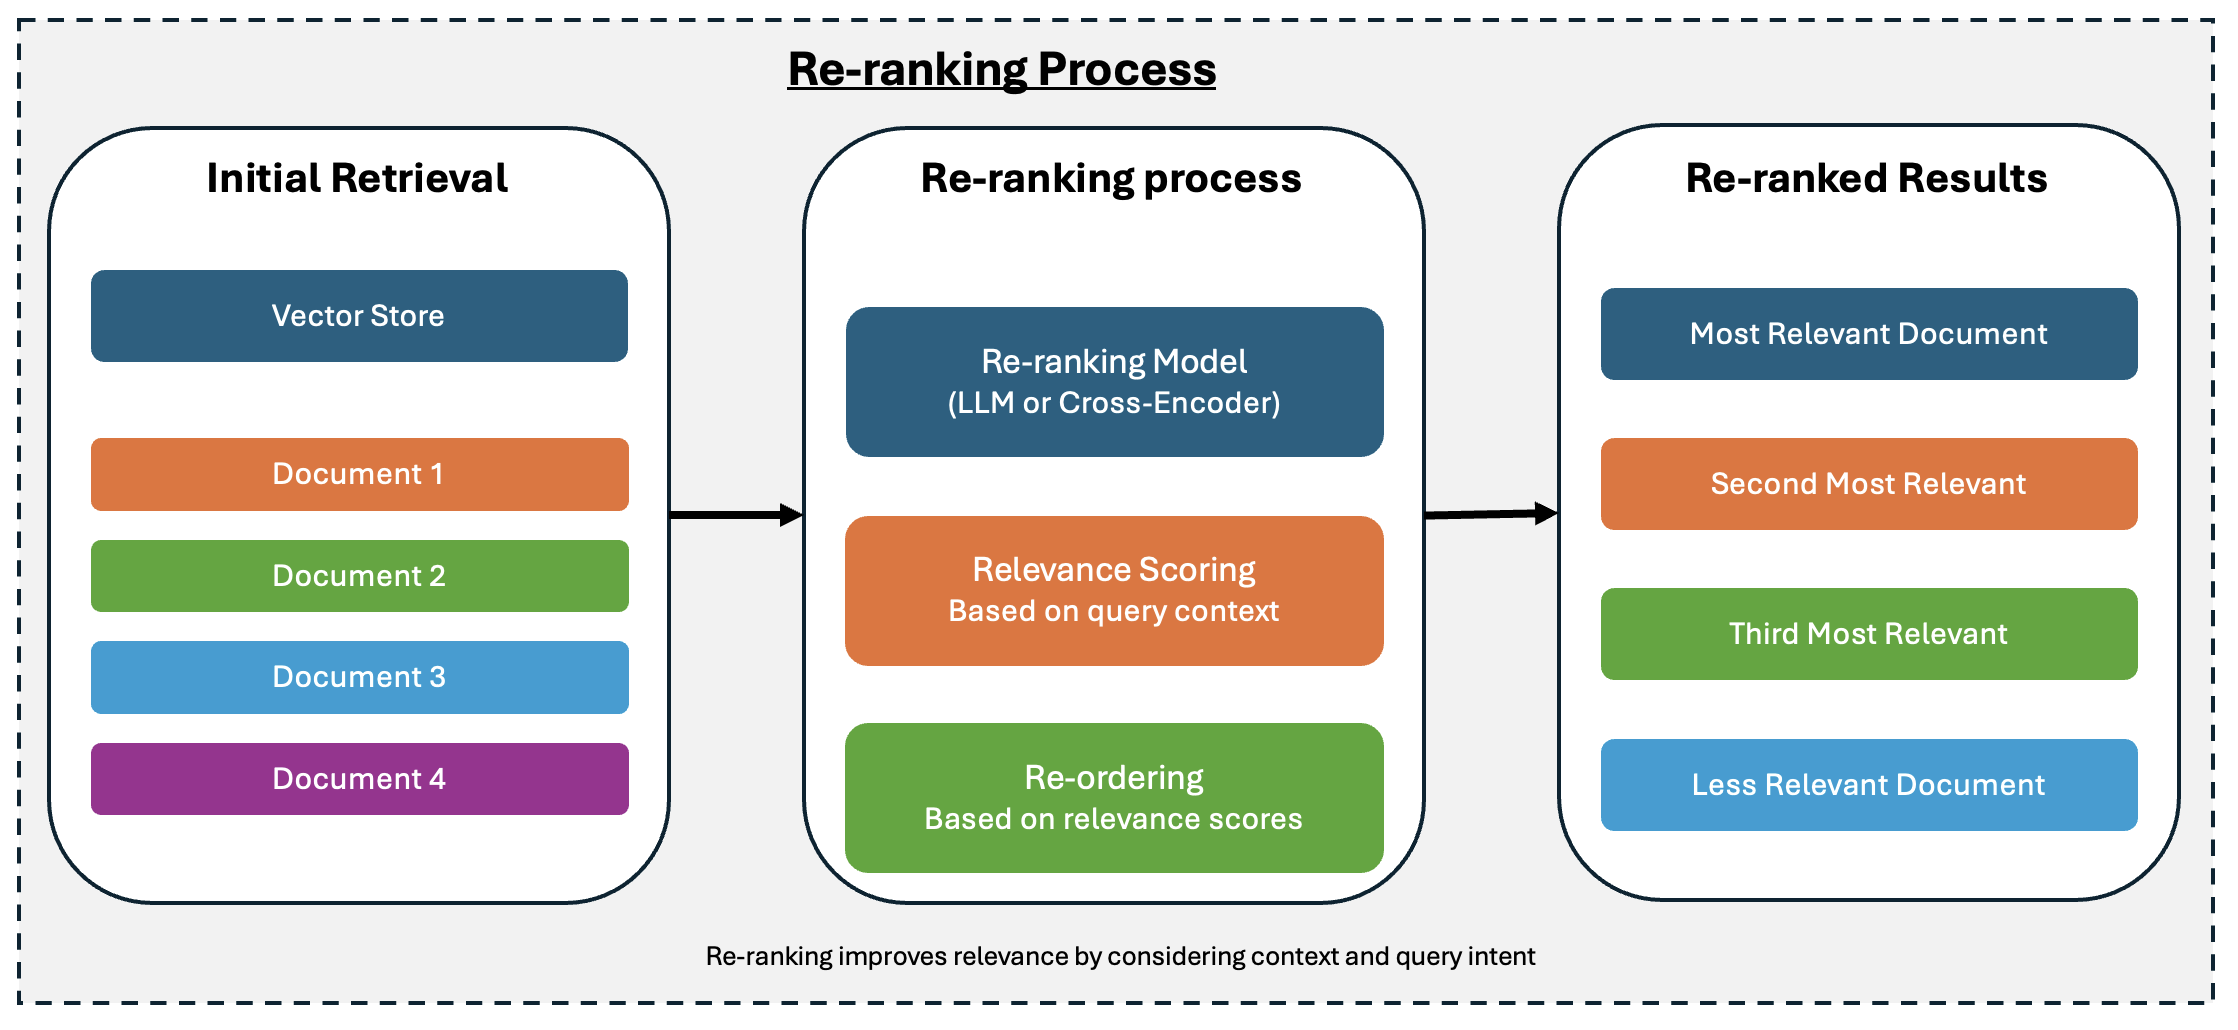 Re-ranking Process
Initial Retrieval
Vector Store
Document 1
Document 2
Document 3
Document 4
Re-ranking process
Re-ranking Model
(LLM or Cross-Encoder)
Relevance Scoring
Based on query context
Re-ordering
Based on relevance scores
Re-ranked Results
Most Relevant Document
Second Most Relevant
Third Most Relevant
Less Relevant Document
Re-ranking improves relevance by considering context and query intent